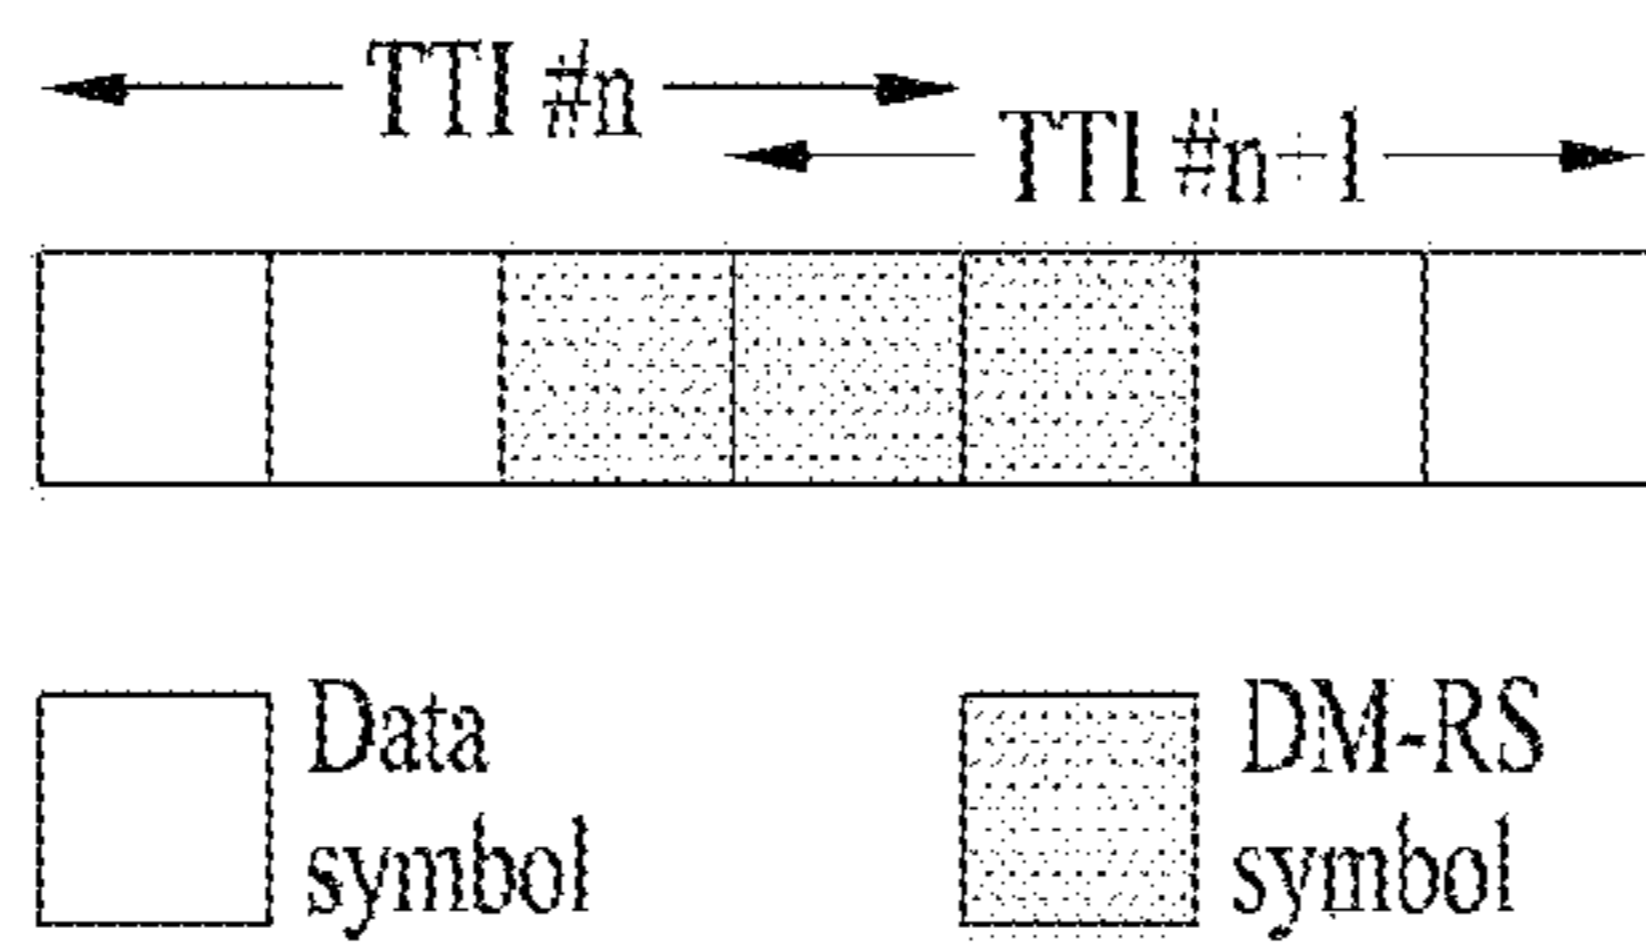 TTI #n
TTI #n+1
Data
symbol
DM-RS
symbol